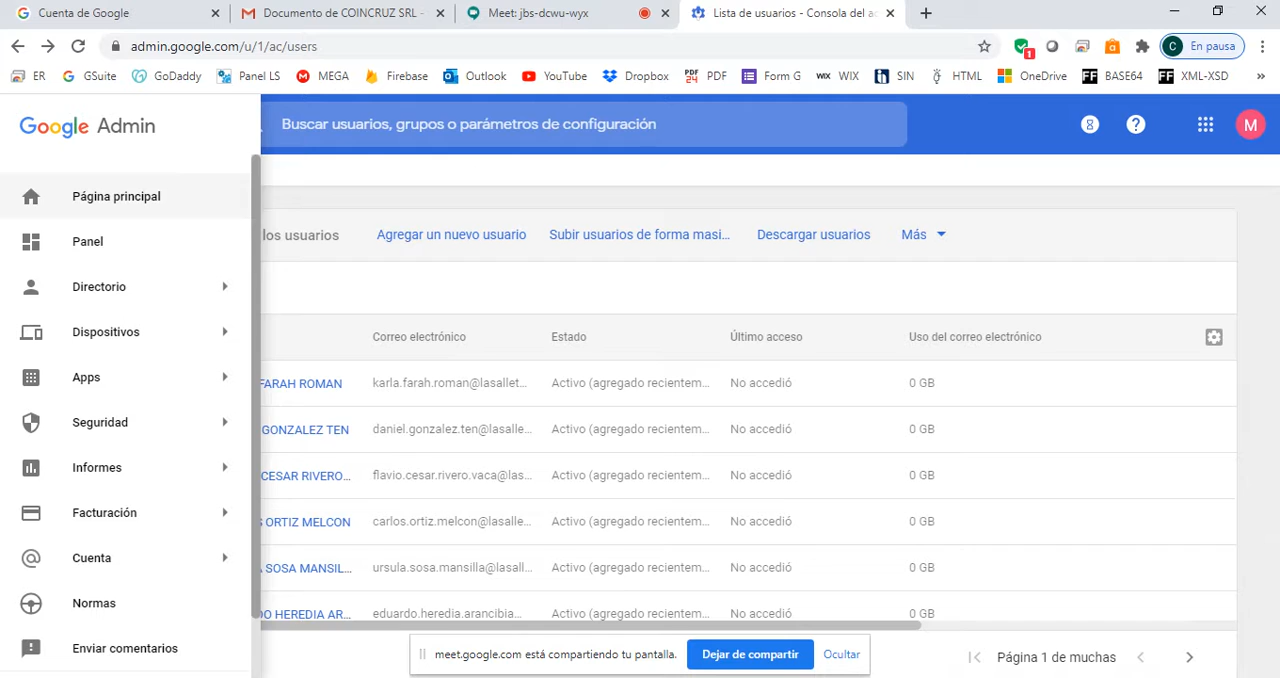 Cuenta de Google
Documento de COINCRUZ SRL -
Meet: jbs-dcwu-wyx
Lista de usuarios - Consola del a
admin.google.com/u/1/ac/users
1
C En pausa
ER
GSuite
GoDaddy
Panel LS
MEGA
Firebase
Outlook
YouTube
Dropbox
PDF
Form G
WIX
SIN
HTML
OneDrive
BASE64
XML-XSD
»
Google Admin
Buscar usuarios, grupos o parámetros de configuración
M
Página principal
Panel
Directorio
Dispositivos
Apps
Seguridad
Informes
Facturación
Cuenta
Normas
Enviar comentarios
los usuarios
Agregar un nuevo usuario
Subir usuarios de forma masi...
Descargar usuarios
Más
Correo electrónico Estado Último acceso Uso del correo electrónico
FARAH ROMAN karla.farah.roman@lasallet... Activo (agregado recientem... No accedió 0 GB
GONZALEZ TEN daniel.gonzalez.ten@lasalle... Activo (agregado recientem... No accedió 0 GB
CESAR RIVERO... flavio.cesar.rivero.vaca@las... Activo (agregado recientem... No accedió 0 GB
S ORTIZ MELCON carlos.ortiz.melcon@lasalle... Activo (agregado recientem... No accedió 0 GB
A SOSA MANSIL... ursula.sosa.mansilla@lasall... Activo (agregado recientem... No accedió 0 GB
DO HEREDIA AR... eduardo.heredia.arancibia... Activo (agregado recientem... No accedió 0 GB
meet.google.com está compartiendo tu pantalla.
Dejar de compartir
Ocultar
Página 1 de muchas